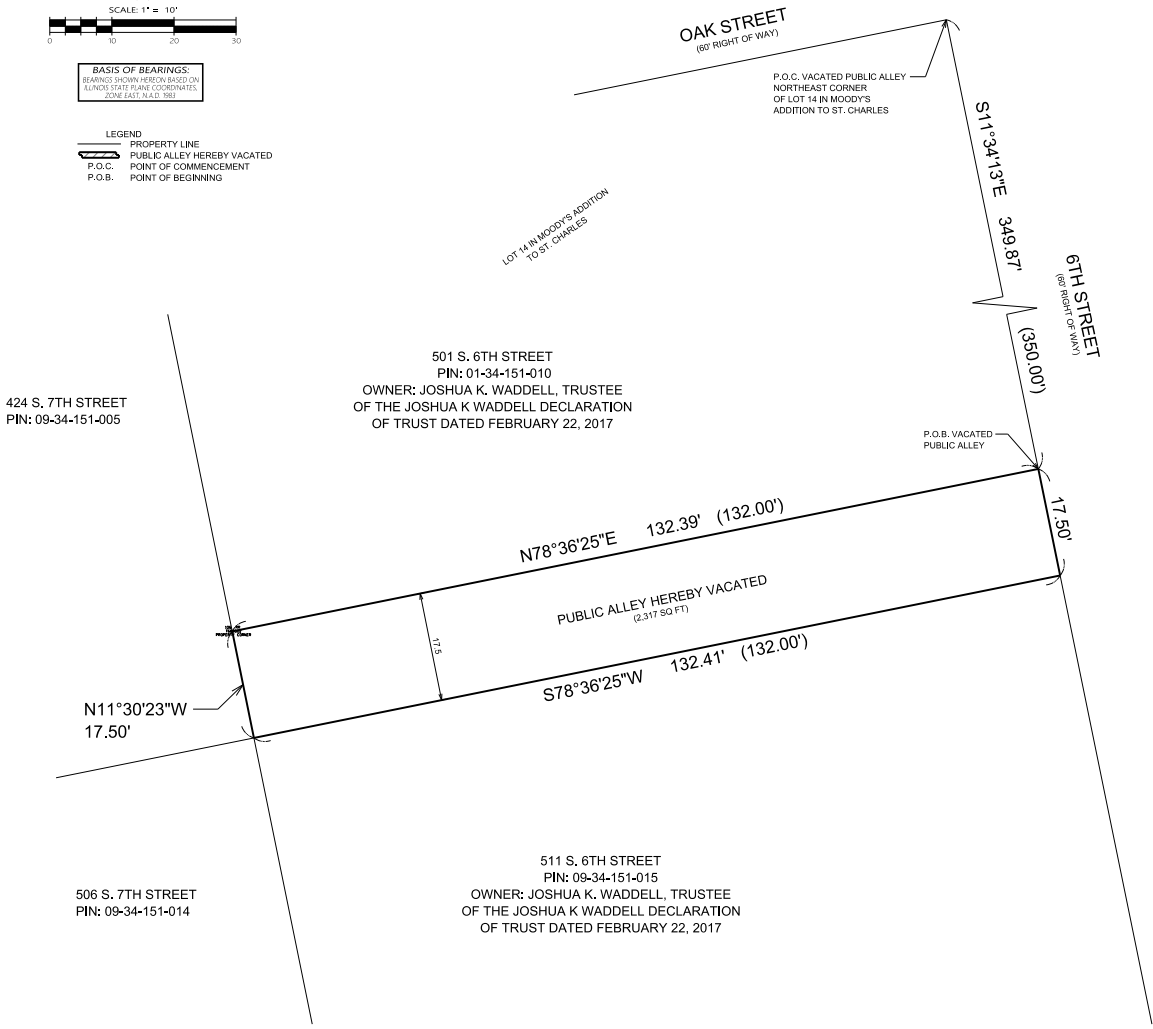 SCALE: 1" = 10'
0 10 20 30
BASIS OF BEARINGS:
BEARINGS SHOWN HEREON BASED ON
ILLINOIS STATE PLANE COORDINATES,
ZONE EAST, N.A.D. 1983
LEGEND
PROPERTY LINE
PUBLIC ALLEY HEREBY VACATED
P.O.C. POINT OF COMMENCEMENT
P.O.B. POINT OF BEGINNING
OAK STREET
(60' RIGHT OF WAY)
P.O.C. VACATED PUBLIC ALLEY
NORTHEAST CORNER
OF LOT 14 IN MOODY'S
ADDITION TO ST. CHARLES
S11°34'13"E 349.87'
(350.00')
6TH STREET
(60' RIGHT OF WAY)
LOT 14 IN MOODY'S ADDITION
TO ST. CHARLES
501 S. 6TH STREET
PIN: 01-34-151-010
OWNER: JOSHUA K. WADDELL, TRUSTEE
OF THE JOSHUA K WADDELL DECLARATION
OF TRUST DATED FEBRUARY 22, 2017
424 S. 7TH STREET
PIN: 09-34-151-005
P.O.B. VACATED
PUBLIC ALLEY
17.50'
N78°36'25"E 132.39' (132.00')
PUBLIC ALLEY HEREBY VACATED
(2,317 SQ FT)
17.5
S78°36'25"W 132.41' (132.00')
PROPERTY CORNER
N11°30'23"W
17.50'
511 S. 6TH STREET
PIN: 09-34-151-015
OWNER: JOSHUA K. WADDELL, TRUSTEE
OF THE JOSHUA K WADDELL DECLARATION
OF TRUST DATED FEBRUARY 22, 2017
506 S. 7TH STREET
PIN: 09-34-151-014